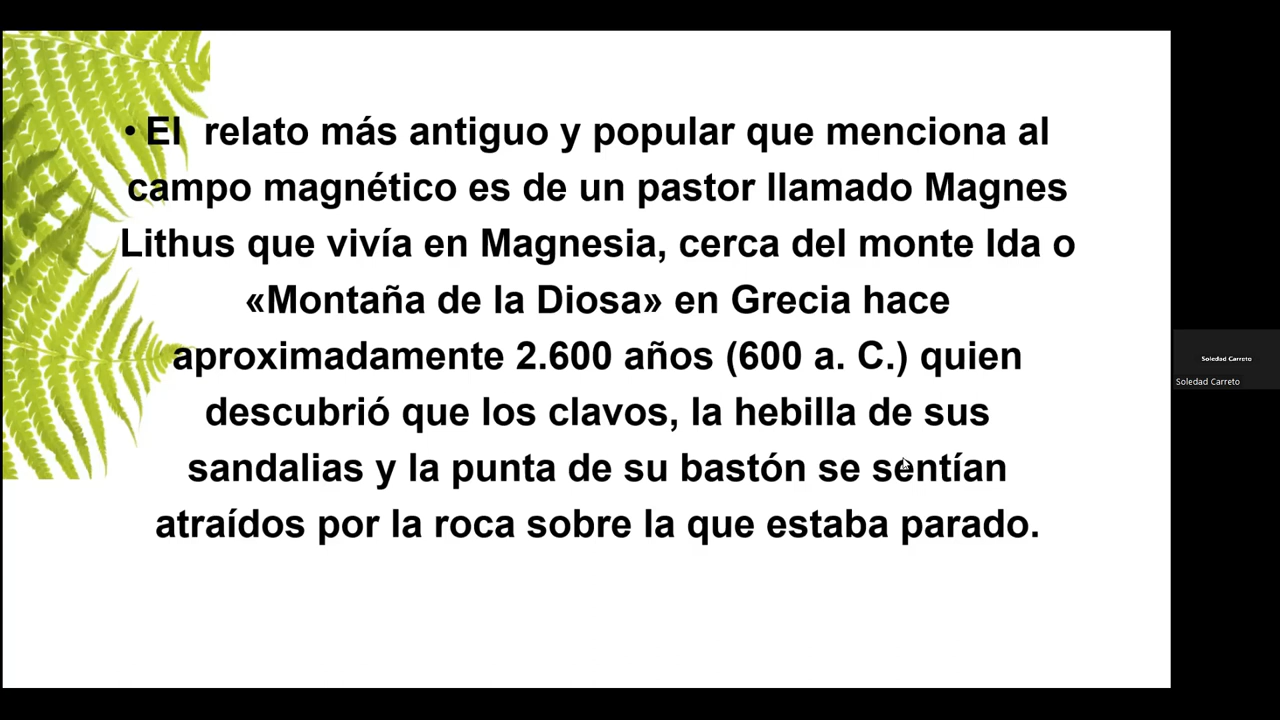 • El  relato más antiguo y popular que menciona al
campo magnético es de un pastor llamado Magnes
Lithus que vivía en Magnesia, cerca del monte Ida o
«Montaña de la Diosa» en Grecia hace
aproximadamente 2.600 años (600 a. C.) quien
descubrió que los clavos, la hebilla de sus
sandalias y la punta de su bastón se sentían
atraídos por la roca sobre la que estaba parado.
Soledad Carreto
Soledad Carreto